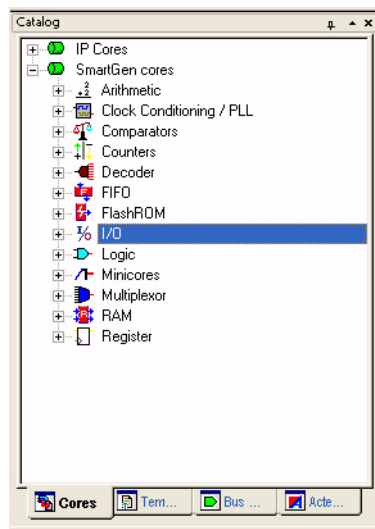 Catalog
IP Cores
SmartGen cores
Arithmetic
Clock Conditioning / PLL
Comparators
Counters
Decoder
FIFO
FlashROM
I/O
Logic
Minicores
Multiplexor
RAM
Register
Cores Tem... Bus ... Acte...